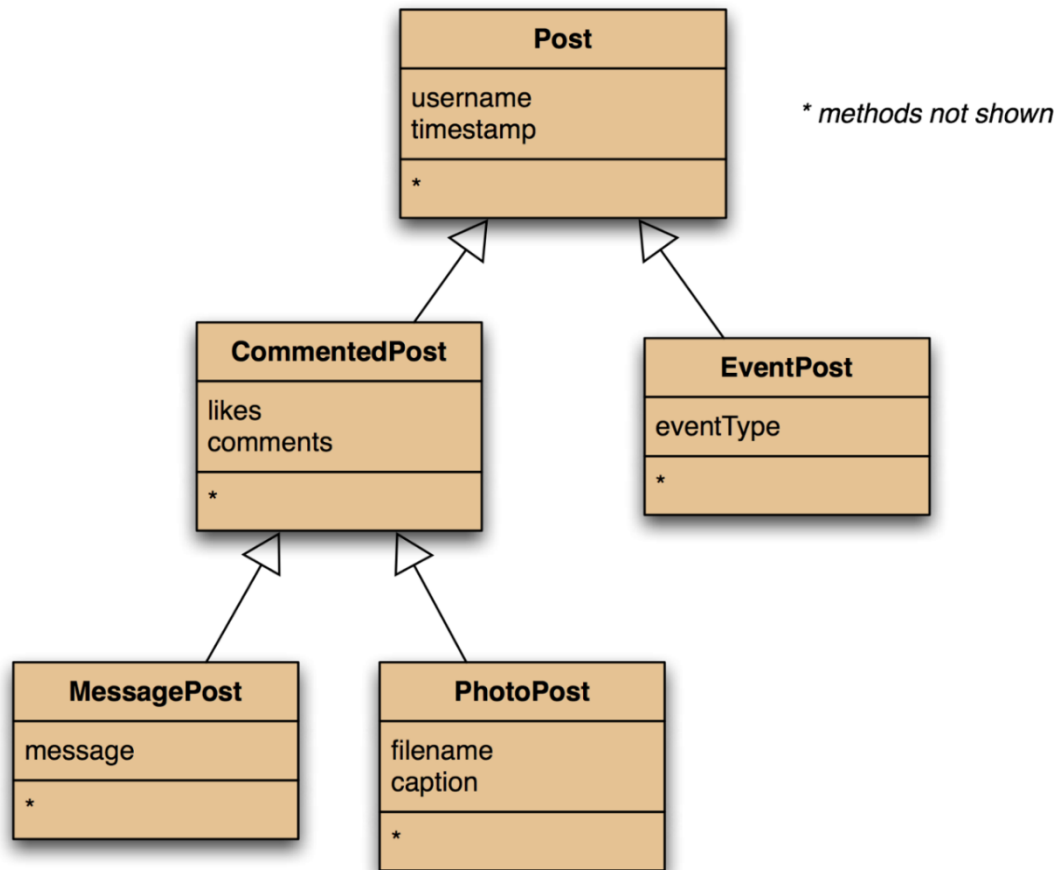 Post
username
timestamp
*
* methods not shown
CommentedPost
likes
comments
*
EventPost
eventType
*
MessagePost
message
*
PhotoPost
filename
caption
*